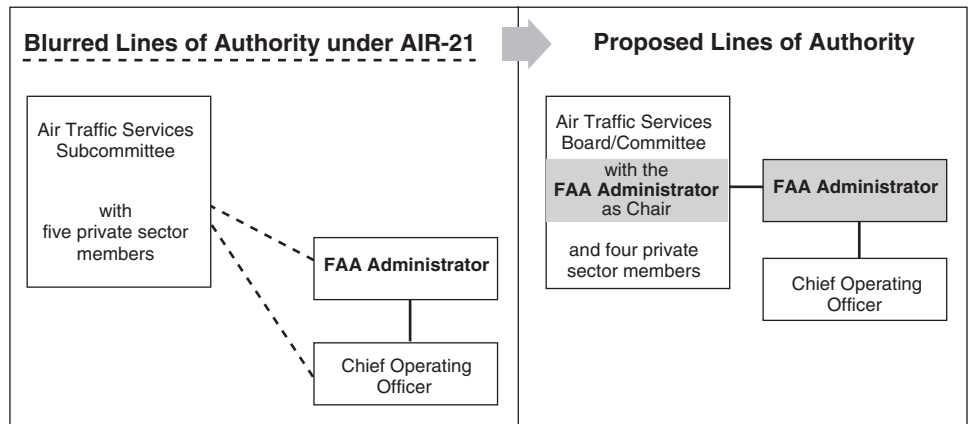 Blurred Lines of Authority under AIR-21
Air Traffic Services
Subcommittee
with
five private sector
members
FAA Administrator
Chief Operating
Officer
Proposed Lines of Authority
Air Traffic Services
Board/Committee
with the
FAA Administrator
as Chair
and four private
sector members
FAA Administrator
Chief Operating
Officer